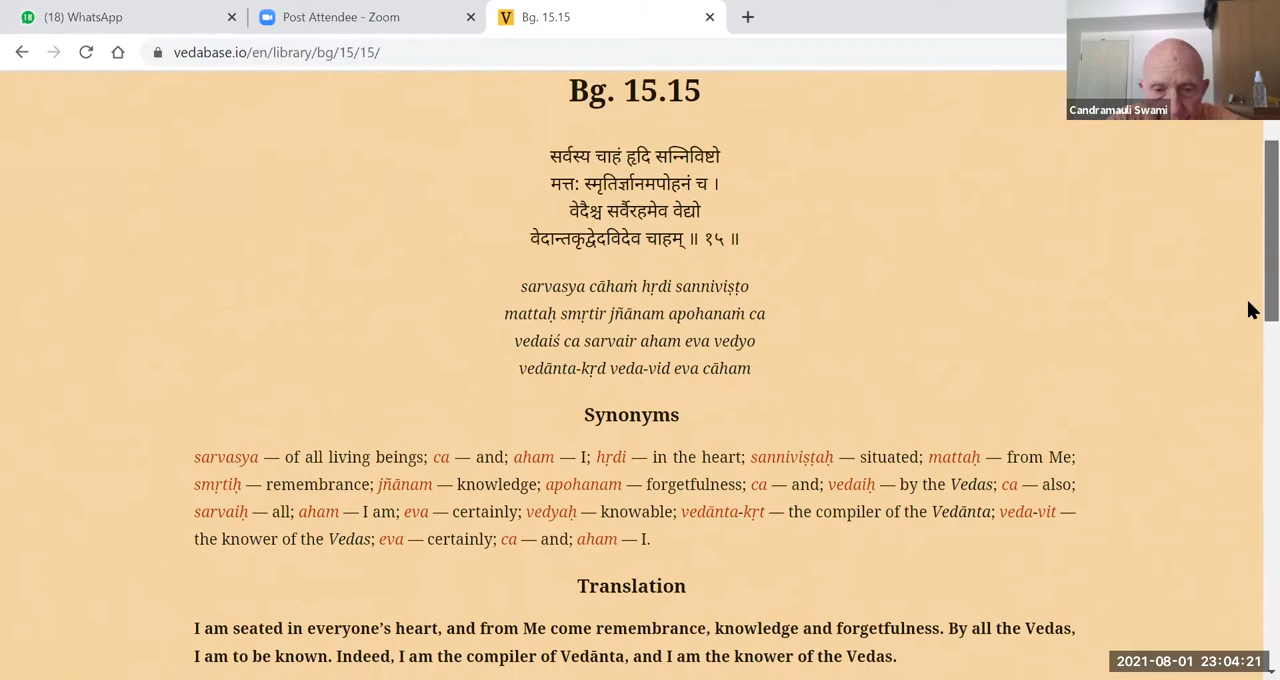 18 (18) WhatsApp
Post Attendee - Zoom
V Bg. 15.15
vedabase.io/en/library/bg/15/15/
Candramauli Swami
Bg. 15.15
सर्वस्य चाहं हृदि सन्निविष्टो
मत्त: स्मृतिर्ज्ञानमपोहनं च ।
वेदैश्च सर्वैरहमेव वेद्यो
वेदान्तकृद्वेदविदेव चाहम् ॥ १५ ॥
sarvasya cāhaṁ hṛdi sanniviṣṭo
mattaḥ smṛtir jñānam apohanaṁ ca
vedaiś ca sarvair aham eva vedyo
vedānta-kṛd veda-vid eva cāham
Synonyms
sarvasya — of all living beings; ca — and; aham — I; hṛdi — in the heart; sanniviṣṭaḥ — situated; mattaḥ — from Me;
smṛtiḥ — remembrance; jñānam — knowledge; apohanam — forgetfulness; ca — and; vedaiḥ — by the Vedas; ca — also;
sarvaiḥ — all; aham — I am; eva — certainly; vedyaḥ — knowable; vedānta-kṛt — the compiler of the Vedānta; veda-vit —
the knower of the Vedas; eva — certainly; ca — and; aham — I.
Translation
I am seated in everyone’s heart, and from Me come remembrance, knowledge and forgetfulness. By all the Vedas,
I am to be known. Indeed, I am the compiler of Vedānta, and I am the knower of the Vedas.
2021-08-01 23:04:21